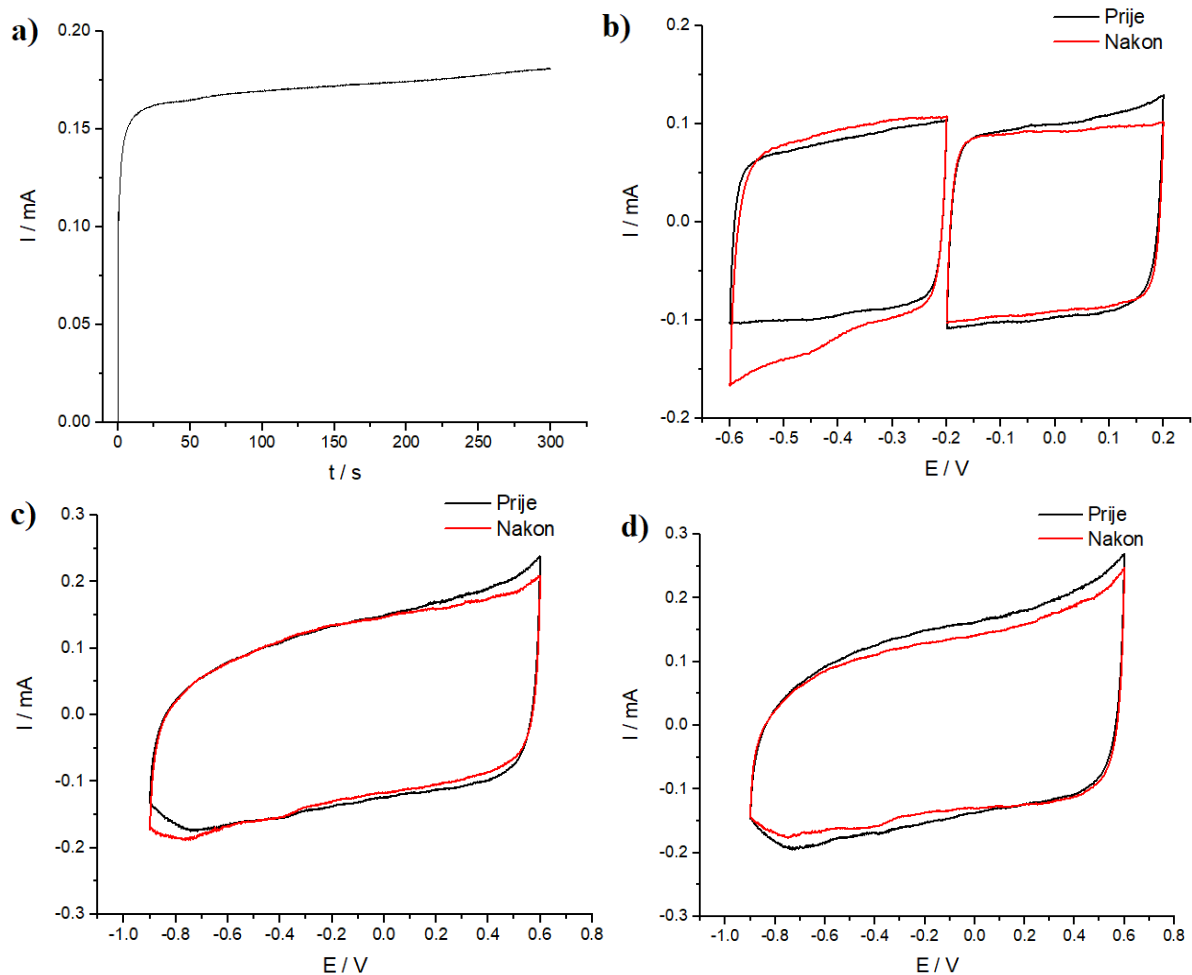 a)
0.20
0.15
0.10
0.05
0.00
I / mA
0 50 100 150 200 250 300
t / s
b)
Prije
Nakon
0.2
0.1
0.0
-0.1
-0.2
I / mA
-0.6 -0.5 -0.4 -0.3 -0.2 -0.1 0.0 0.1 0.2
E / V
c)
Prije
Nakon
0.3
0.2
0.1
0.0
-0.1
-0.2
-0.3
I / mA
-1.0 -0.8 -0.6 -0.4 -0.2 0.0 0.2 0.4 0.6 0.8
E / V
d)
Prije
Nakon
0.3
0.2
0.1
0.0
-0.1
-0.2
-0.3
I / mA
-1.0 -0.8 -0.6 -0.4 -0.2 0.0 0.2 0.4 0.6 0.8
E / V